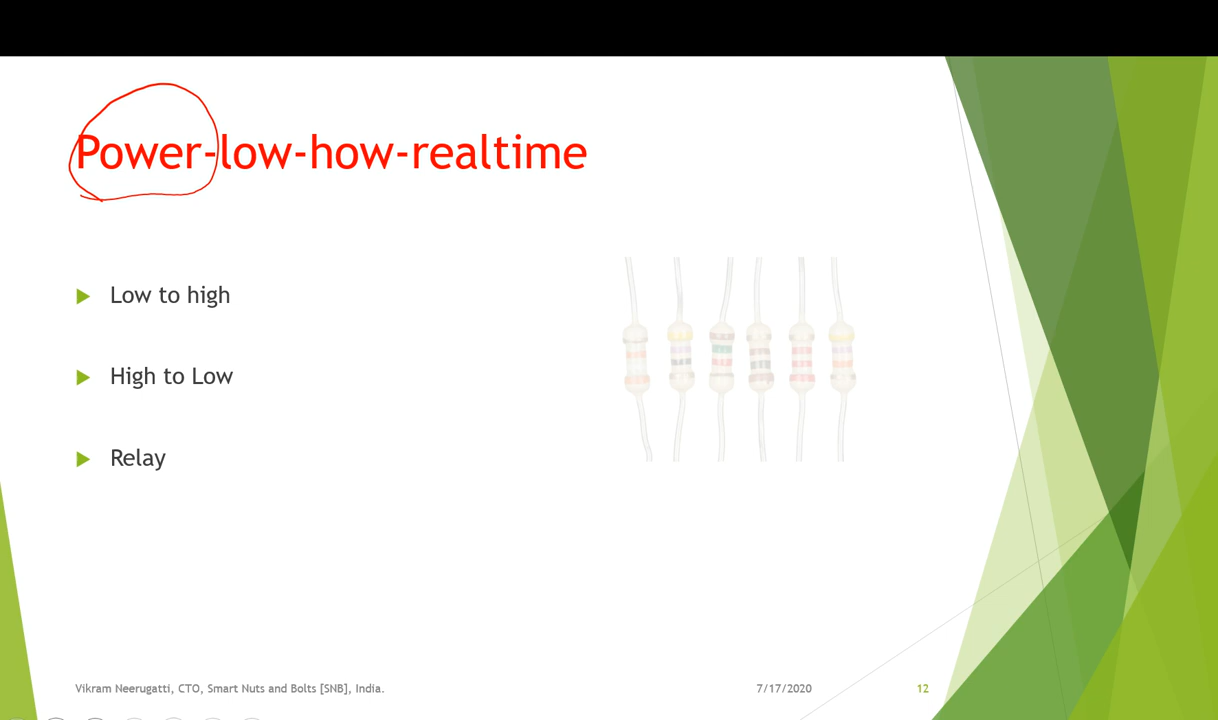 Power-low-how-realtime
Low to high
High to Low
Relay
Vikram Neerugatti, CTO, Smart Nuts and Bolts [SNB], India.
7/17/2020
12